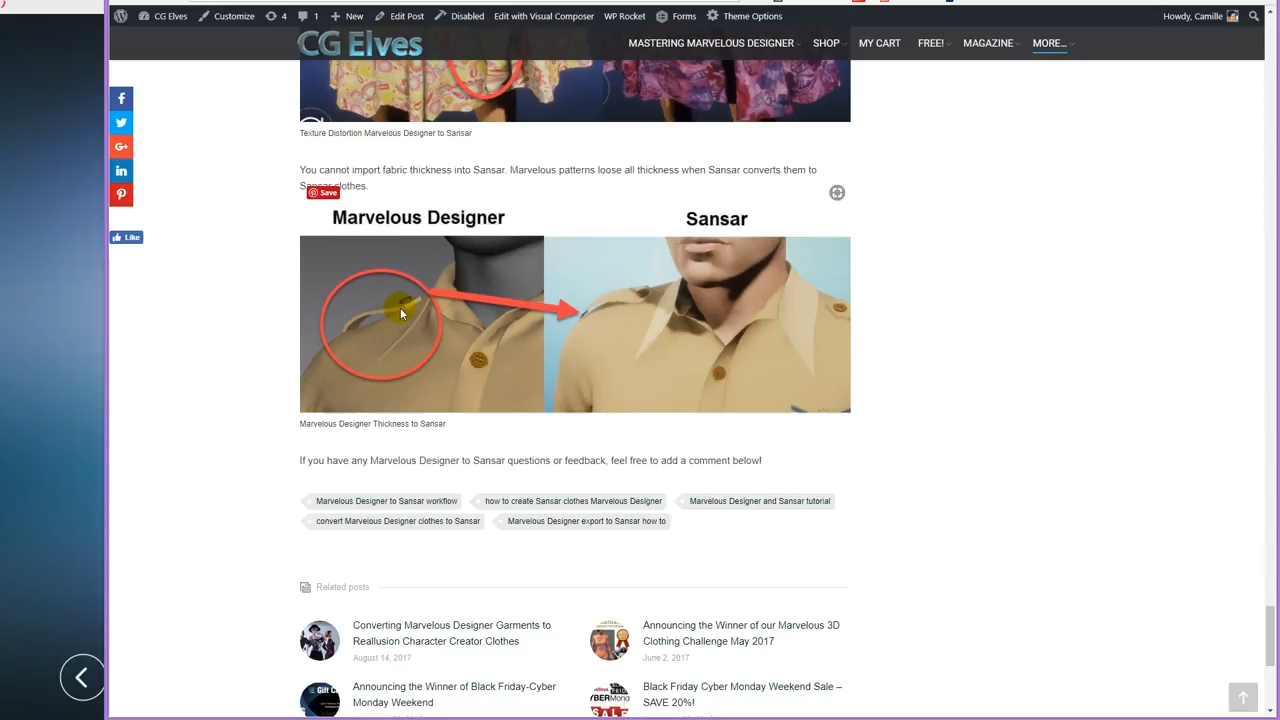 CG Elves
Customize
4
1
New
Edit Post
Disabled
Edit with Visual Composer
WP Rocket
Forms
Theme Options
Howdy, Camille
CG Elves
MASTERING MARVELOUS DESIGNER
SHOP
MY CART
FREE!
MAGAZINE
MORE...
Texture Distortion Marvelous Designer to Sansar
You cannot import fabric thickness into Sansar. Marvelous patterns loose all thickness when Sansar converts them to
Sansar clothes.
Save
Marvelous Designer
Sansar
Like
Marvelous Designer Thickness to Sansar
If you have any Marvelous Designer to Sansar questions or feedback, feel free to add a comment below!
Marvelous Designer to Sansar workflow
how to create Sansar clothes Marvelous Designer
Marvelous Designer and Sansar tutorial
convert Marvelous Designer clothes to Sansar
Marvelous Designer export to Sansar how to
Related posts
Converting Marvelous Designer Garments to
Reallusion Character Creator Clothes
August 14, 2017
Announcing the Winner of our Marvelous 3D
Clothing Challenge May 2017
June 2, 2017
Announcing the Winner of Black Friday-Cyber
Monday Weekend
Black Friday Cyber Monday Weekend Sale –
SAVE 20%!